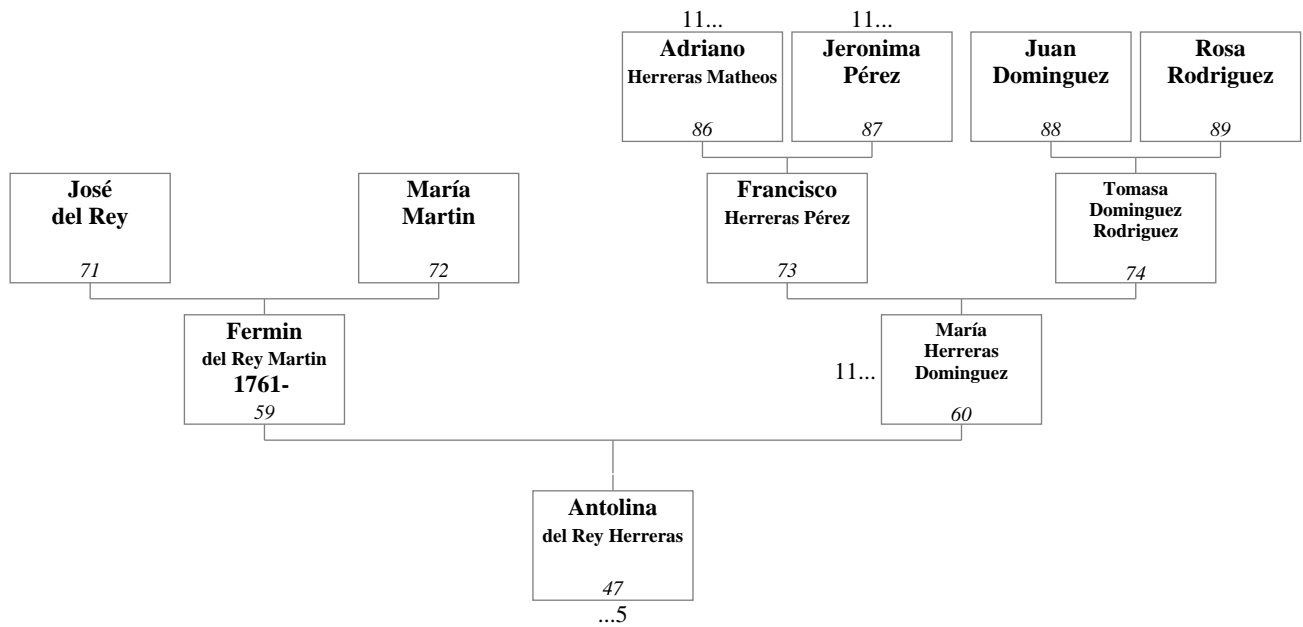 11...
11...
Adriano
Herreras Matheos
86
Jeronima
Pérez
87
Juan
Dominguez
88
Rosa
Rodriguez
89
José
del Rey
71
María
Martin
72
Francisco
Herreras Pérez
73
Tomasa
Dominguez
Rodriguez
74
Fermin
del Rey Martin
1761-
59
11...
María
Herreras
Dominguez
60
Antolina
del Rey Herreras
47
...5